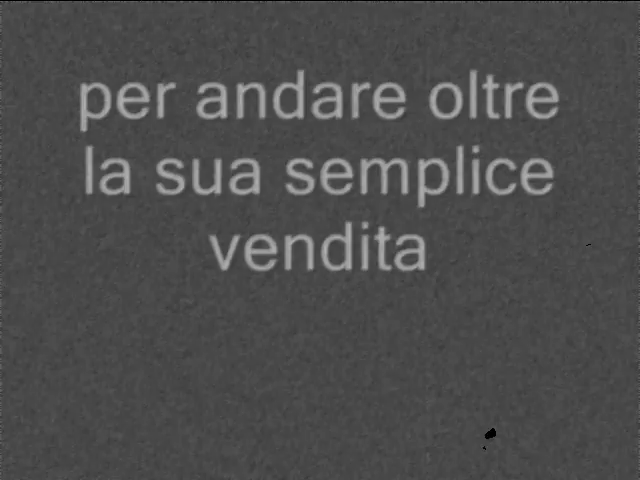 per andare oltre
la sua semplice
vendita